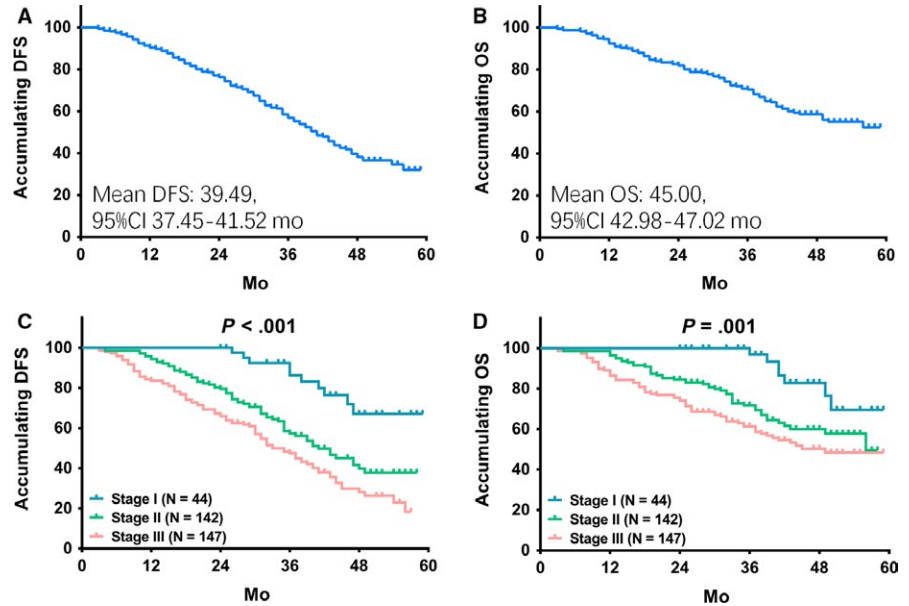 A
Accumulating DFS
100
80
60
40
20
0
Mean DFS: 39.49,
95%CI 37.45-41.52 mo
0 12 24 36 48 60
Mo
B
Accumulating OS
100
80
60
40
20
0
Mean OS: 45.00,
95%CI 42.98-47.02 mo
0 12 24 36 48 60
Mo
C
P < .001
Accumulating DFS
100
80
60
40
20
0
Stage I (N = 44)
Stage II (N = 142)
Stage III (N = 147)
0 12 24 36 48 60
Mo
D
P = .001
Accumulating OS
100
80
60
40
20
0
Stage I (N = 44)
Stage II (N = 142)
Stage III (N = 147)
0 12 24 36 48 60
Mo